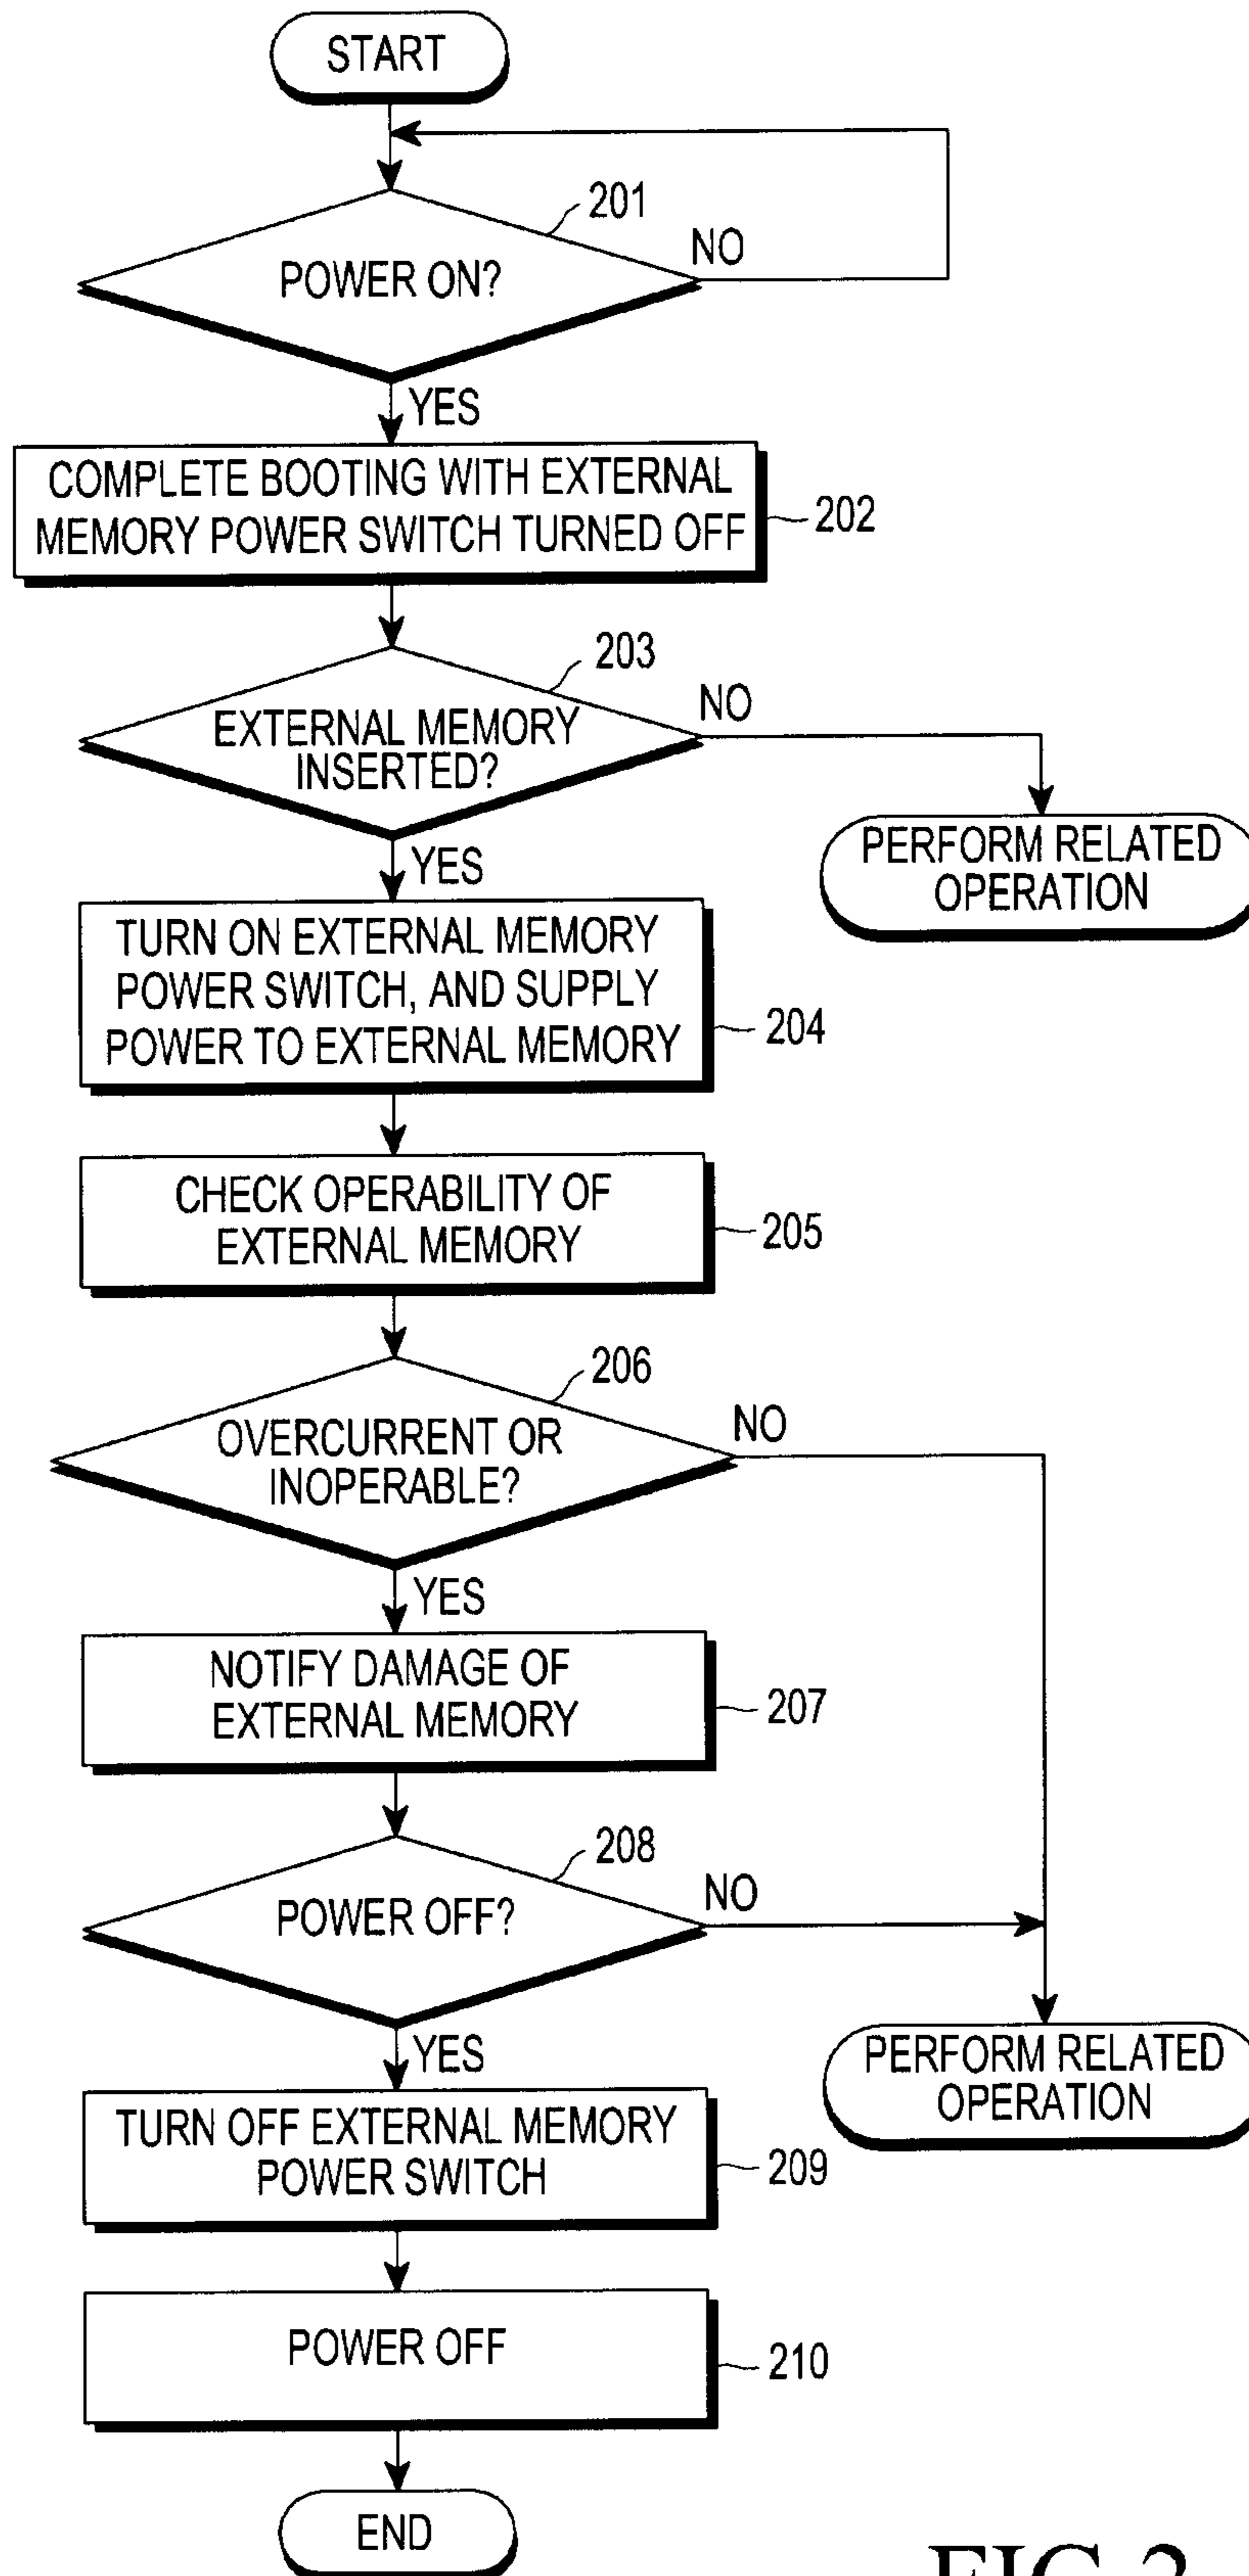 START
201
NO
POWER ON?
YES
COMPLETE BOOTING WITH EXTERNAL
MEMORY POWER SWITCH TURNED OFF
202
203
NO
EXTERNAL MEMORY
INSERTED?
YES
PERFORM RELATED
OPERATION
TURN ON EXTERNAL MEMORY
POWER SWITCH, AND SUPPLY
POWER TO EXTERNAL MEMORY
204
CHECK OPERABILITY OF
EXTERNAL MEMORY
205
206
NO
OVERCURRENT OR
INOPERABLE?
YES
NOTIFY DAMAGE OF
EXTERNAL MEMORY
207
208
NO
POWER OFF?
YES
PERFORM RELATED
OPERATION
TURN OFF EXTERNAL MEMORY
POWER SWITCH
209
POWER OFF
210
END